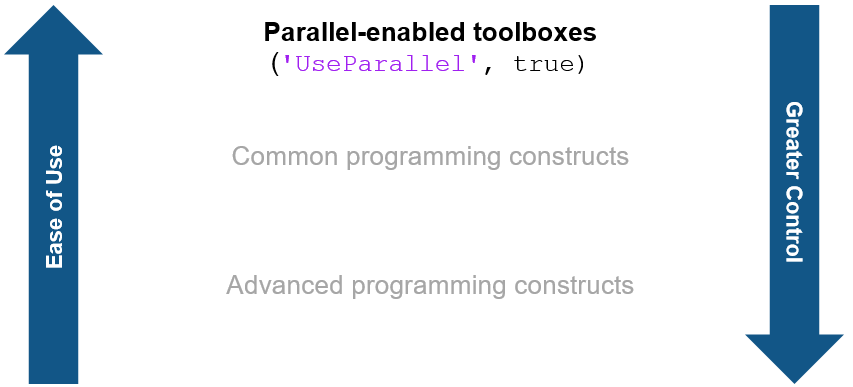 Parallel-enabled toolboxes
('UseParallel', true)
Common programming constructs
Advanced programming constructs
Ease of Use
Greater Control